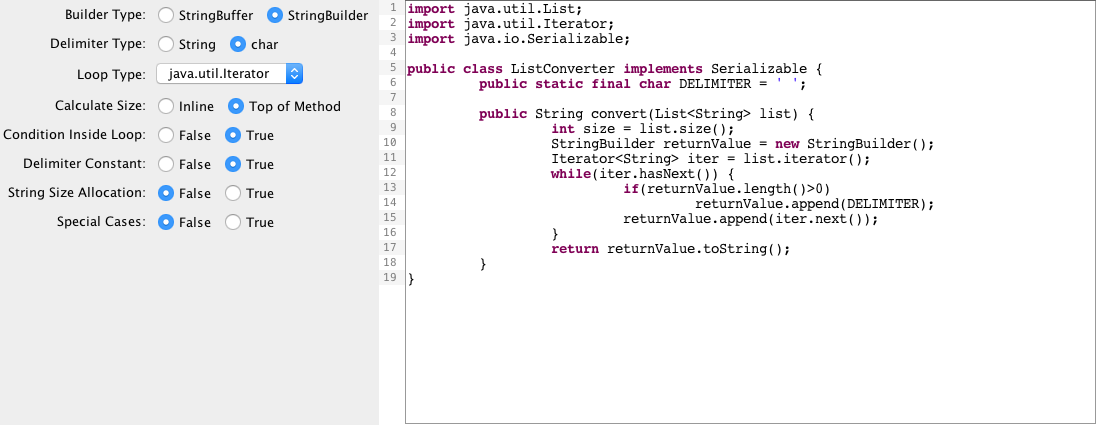 Builder Type: StringBuffer StringBuilder
Delimiter Type: String char
Loop Type: java.util.Iterator
Calculate Size: Inline Top of Method
Condition Inside Loop: False True
Delimiter Constant: False True
String Size Allocation: False True
Special Cases: False True
1 import java.util.List;
2 import java.util.Iterator;
3 import java.io.Serializable;
4
5 public class ListConverter implements Serializable {
6 public static final char DELIMITER = ' ';
7
8 public String convert(List<String> list) {
9 int size = list.size();
10 StringBuilder returnValue = new StringBuilder();
11 Iterator<String> iter = list.iterator();
12 while(iter.hasNext()) {
13 if(returnValue.length()>0)
14 returnValue.append(DELIMITER);
15 returnValue.append(iter.next());
16 }
17 return returnValue.toString();
18 }
19 }